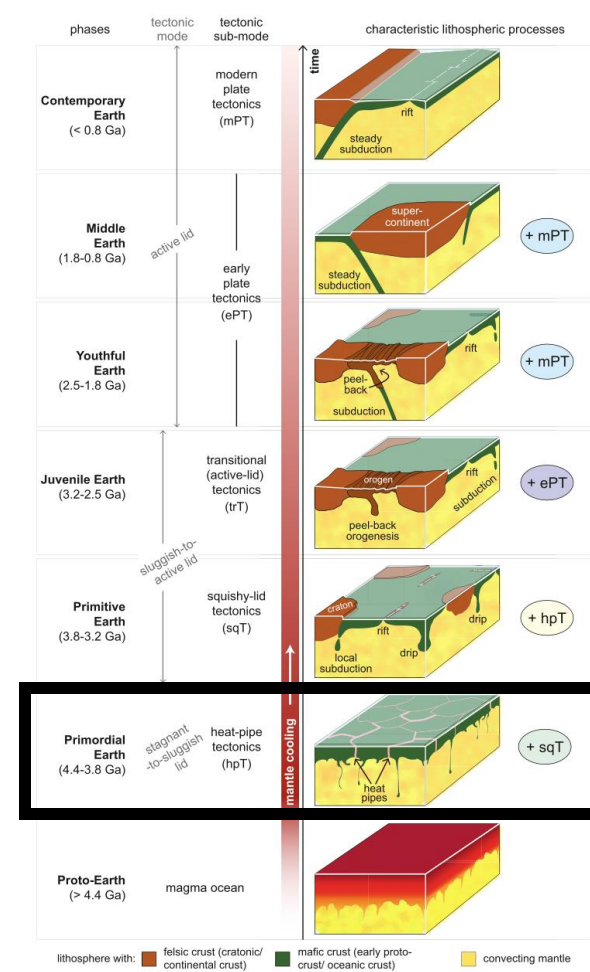 phases
tectonic
mode
tectonic
sub-mode
characteristic lithospheric processes
time
Contemporary
Earth
(< 0.8 Ga)
modern
plate
tectonics
(mPT)
rift
steady
subduction
Middle
Earth
(1.8-0.8 Ga)
active lid
early
plate
tectonics
(ePT)
super-
continent
steady
subduction
+ mPT
Youthful
Earth
(2.5-1.8 Ga)
rift
peel-
back
subduction
+ mPT
Juvenile Earth
(3.2-2.5 Ga)
transitional
(active-lid)
tectonics
(trT)
orogen
rift
subduction
peel-back
orogenesis
+ ePT
sluggish-to-
active lid
Primitive
Earth
(3.8-3.2 Ga)
squishy-lid
tectonics
(sqT)
craton
rift
drip
drip
local
subduction
+ hpT
mantle cooling
Primordial
Earth
(4.4-3.8 Ga)
stagnant
-to-sluggish
lid
heat-pipe
tectonics
(hpT)
heat
pipes
+ sqT
Proto-Earth
(> 4.4 Ga)
magma ocean
lithosphere with:
felsic crust (cratonic/
continental crust)
mafic crust (early proto-
crust/ oceanic crust)
convecting mantle